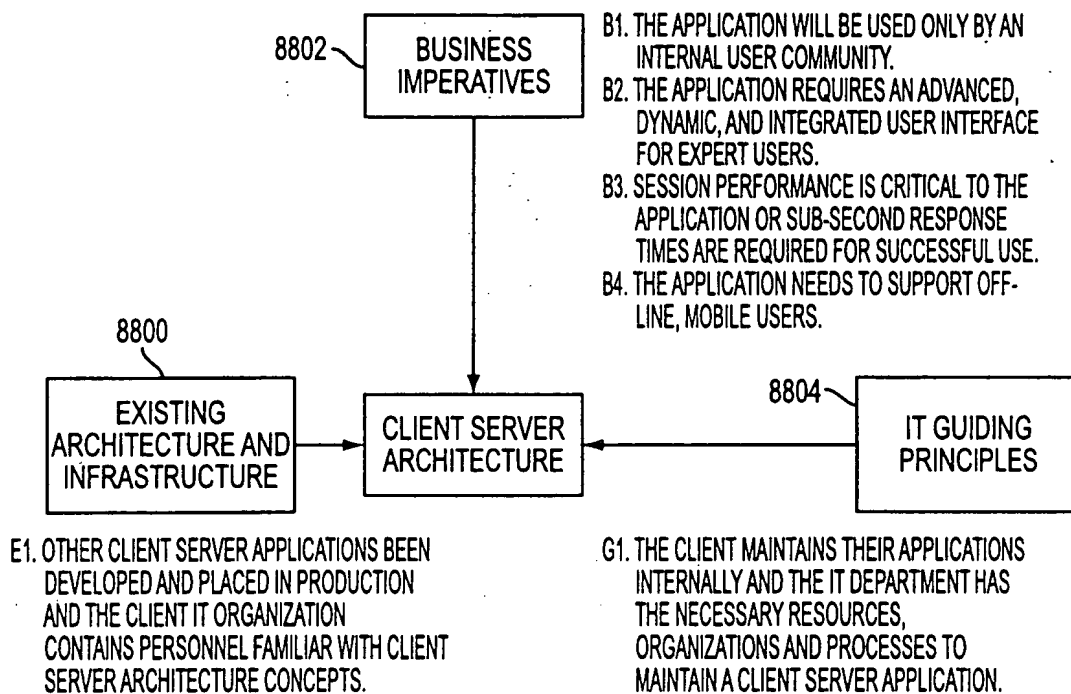 8802
BUSINESS
IMPERATIVES
B1. THE APPLICATION WILL BE USED ONLY BY AN
INTERNAL USER COMMUNITY.
B2. THE APPLICATION REQUIRES AN ADVANCED,
DYNAMIC, AND INTEGRATED USER INTERFACE
FOR EXPERT USERS.
B3. SESSION PERFORMANCE IS CRITICAL TO THE
APPLICATION OR SUB-SECOND RESPONSE
TIMES ARE REQUIRED FOR SUCCESSFUL USE.
B4. THE APPLICATION NEEDS TO SUPPORT OFF-
LINE, MOBILE USERS.
8800
EXISTING
ARCHITECTURE AND
INFRASTRUCTURE
CLIENT SERVER
ARCHITECTURE
8804
IT GUIDING
PRINCIPLES
E1. OTHER CLIENT SERVER APPLICATIONS BEEN
DEVELOPED AND PLACED IN PRODUCTION
AND THE CLIENT IT ORGANIZATION
CONTAINS PERSONNEL FAMILIAR WITH CLIENT
SERVER ARCHITECTURE CONCEPTS.
G1. THE CLIENT MAINTAINS THEIR APPLICATIONS
INTERNALLY AND THE IT DEPARTMENT HAS
THE NECESSARY RESOURCES,
ORGANIZATIONS AND PROCESSES TO
MAINTAIN A CLIENT SERVER APPLICATION.